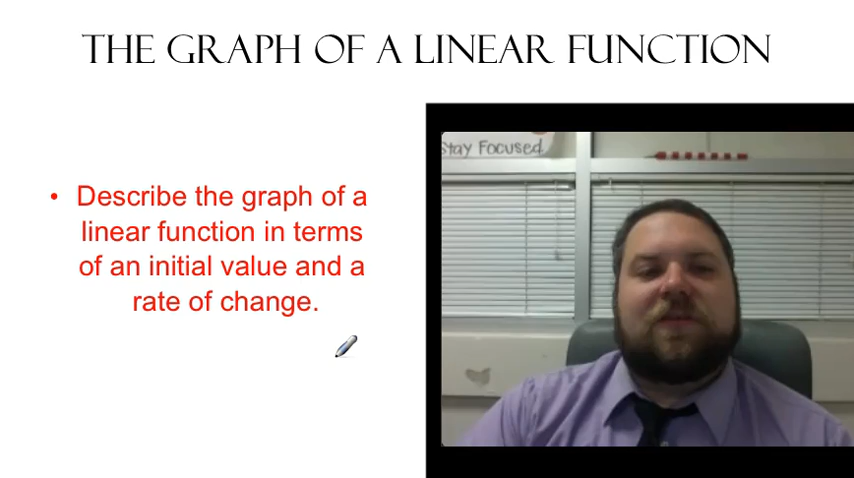 THE GRAPH OF A LINEAR FUNCTION
Stay Focused.
• Describe the graph of a
linear function in terms
of an initial value and a
rate of change.